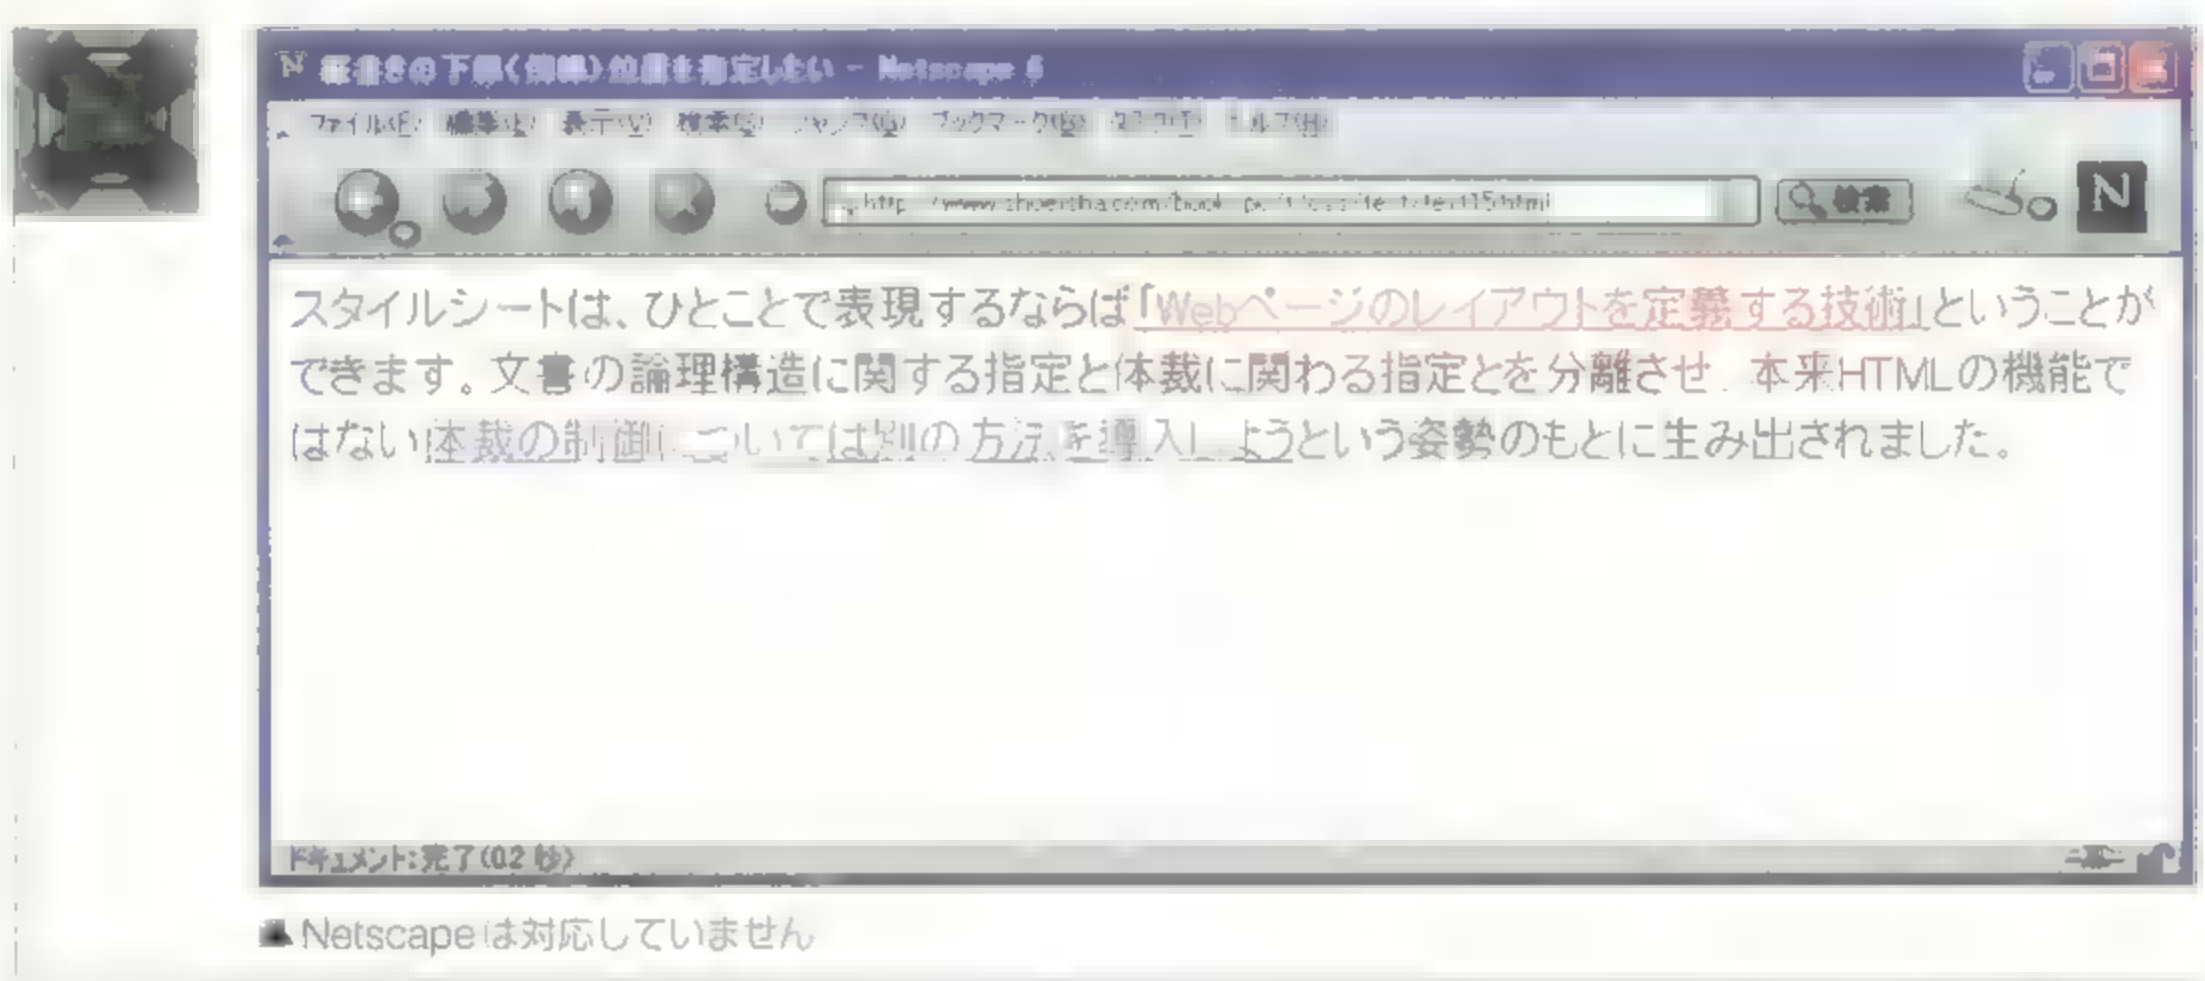 の下線(傍線)位置を指定したい - Netscape 6
ファイル(F) 編集(E) 表示(V) 検索(S) ジャンプ(G) ブックマーク(B) タスク(T) ヘルプ(H)
検索 N
スタイルシートは、ひとことで表現するならば「Webページのレイアウトを定義する技術」ということが
できます。文書の論理構造に関する指定と体裁に関わる指定とを分離させ、本来HTMLの機能で
はない体裁の制御については別の方法を導入しようという姿勢のもとに生み出されました。
ドキュメント:完了(0.2 秒)
Netscapeは対応していません